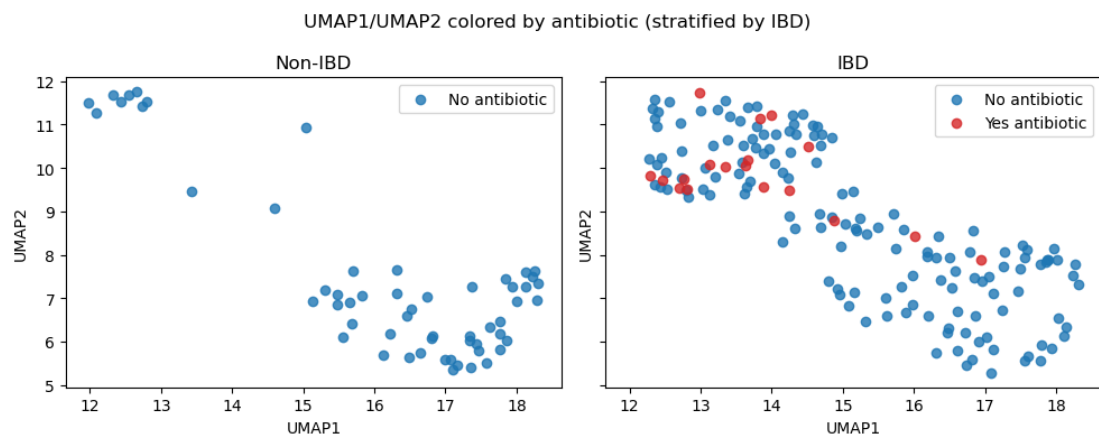 UMAP1/UMAP2 colored by antibiotic (stratified by IBD)
Non-IBD
IBD
No antibiotic
No antibiotic
Yes antibiotic
UMAP2
12
11
10
9
8
7
6
5
UMAP2
12 13 14 15 16 17 18
12 13 14 15 16 17 18
UMAP1
UMAP1